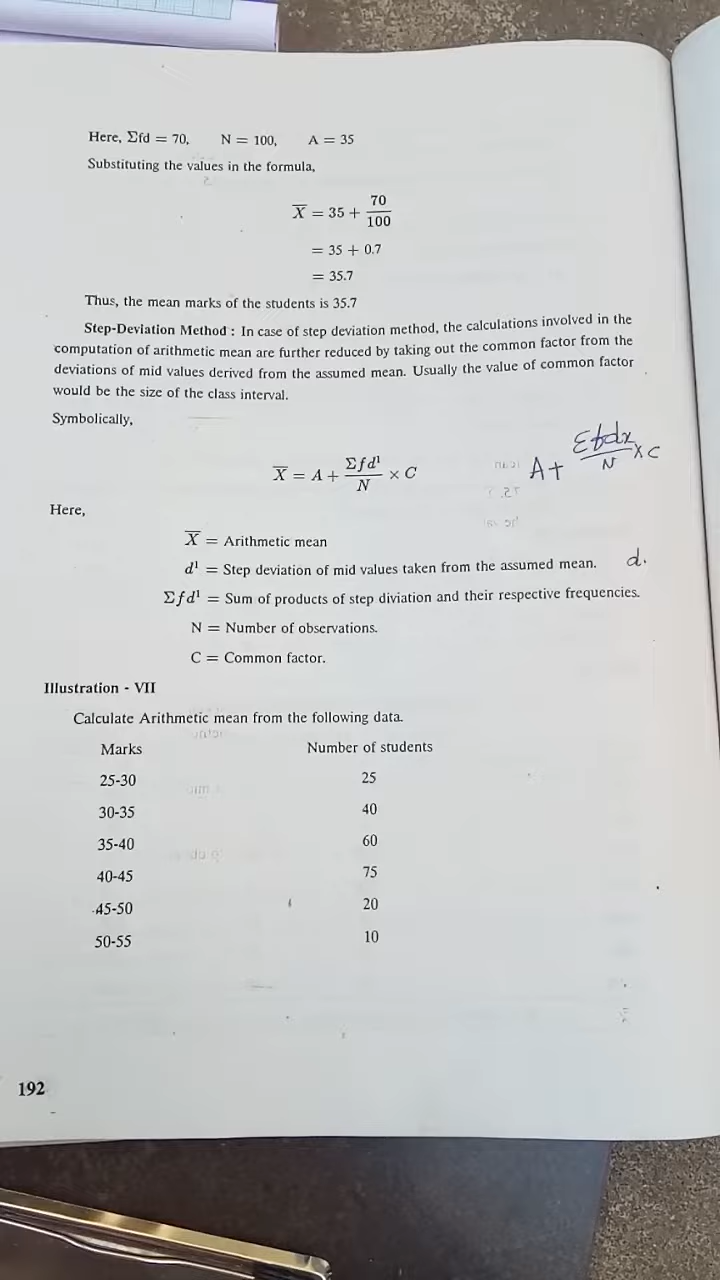 Here, Σfd = 70, N = 100, A = 35
Substituting the values in the formula,
X̅ = 35 + 70/100
= 35 + 0.7
= 35.7
Thus, the mean marks of the students is 35.7
Step-Deviation Method : In case of step deviation method, the calculations involved in the
computation of arithmetic mean are further reduced by taking out the common factor from the
deviations of mid values derived from the assumed mean. Usually the value of common factor
would be the size of the class interval.
Symbolically,
X̅ = A + Σfd¹/N × C
A + Σfdx/N × C
Here,
X̅ = Arithmetic mean
d¹ = Step deviation of mid values taken from the assumed mean. d.
Σfd¹ = Sum of products of step diviation and their respective frequencies.
N = Number of observations.
C = Common factor.
Illustration - VII
Calculate Arithmetic mean from the following data.
Marks Number of students
25-30 25
30-35 40
35-40 60
40-45 75
45-50 20
50-55 10
192